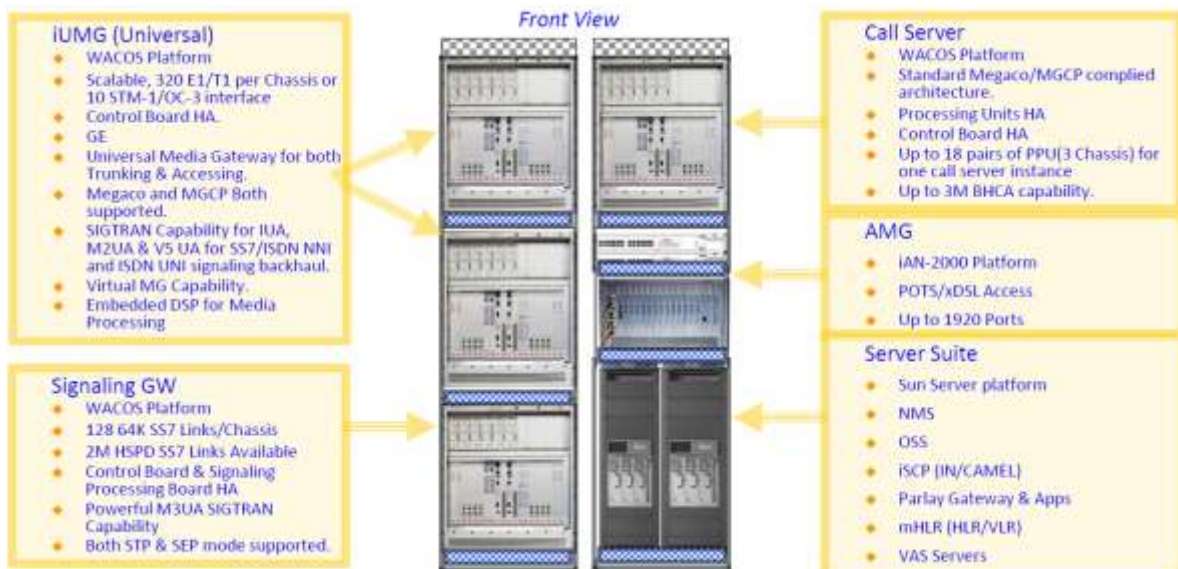 Front View
iUMG (Universal)
WACOS Platform
Scalable, 320 E1/T1 per Chassis or
10 STM-1/OC-3 interface
Control Board HA.
GE
Universal Media Gateway for both
Trunking & Accessing.
Megaco and MGCP Both
supported.
SIGTRAN Capability for IUA,
M2UA & V5 UA for SS7/ISDN NNI
and ISDN UNI signaling backhaul.
Virtual MG Capability.
Embedded DSP for Media
Processing
Signaling GW
WACOS Platform
128 64K SS7 Links/Chassis
2M HSPD SS7 Links Available
Control Board & Signaling
Processing Board HA
Powerful M3UA SIGTRAN
Capability
Both STP & SEP mode supported.
Call Server
WACOS Platform
Standard Megaco/MGCP complied
architecture.
Processing Units HA
Control Board HA
Up to 18 pairs of PPU(3 Chassis) for
one call server instance
Up to 3M BHCA capability.
AMG
iAN-2000 Platform
POTS/xDSL Access
Up to 1920 Ports
Server Suite
Sun Server platform
NMS
OSS
iSCP (IN/CAMEL)
Parlay Gateway & Apps
mHLR (HLR/VLR)
VAS Servers